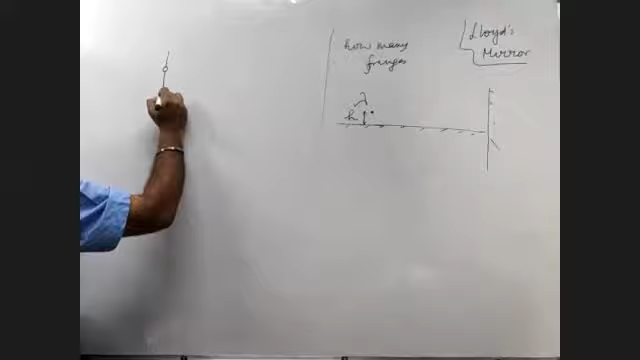 how many
fringes
Lloyd's
Mirror
λ
h